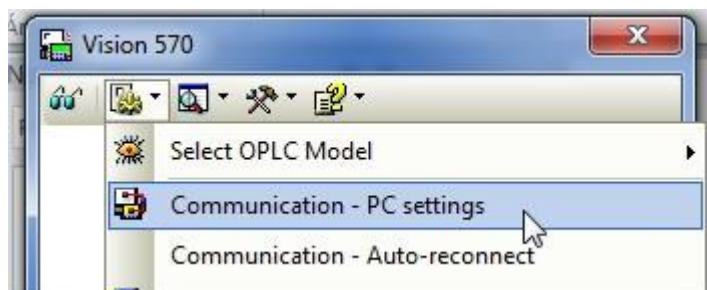 Vision 570
Select OPLC Model
Communication - PC settings
Communication - Auto-reconnect